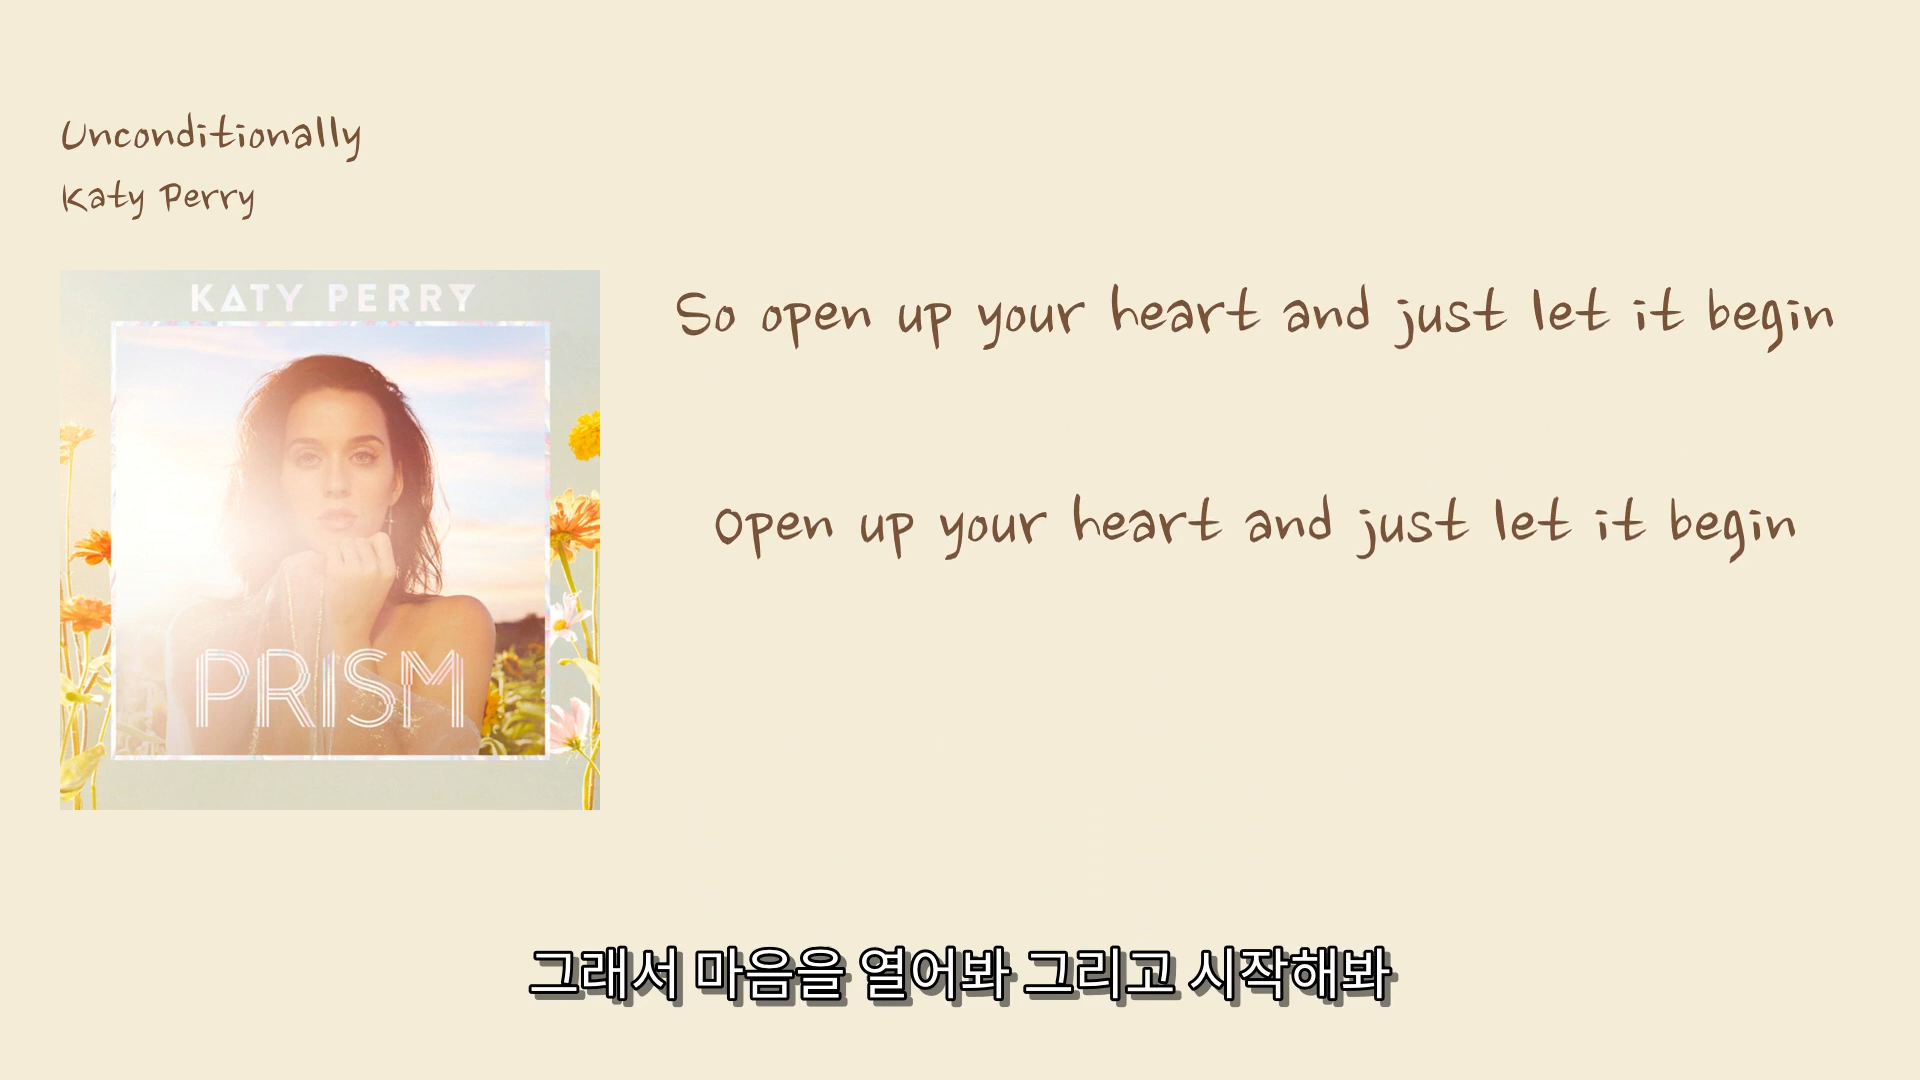 Unconditionally
Katy Perry
KATY PERRY
PRISM
So open up your heart and just let it begin
Open up your heart and just let it begin
그래서 마음을 열어봐 그리고 시작해봐